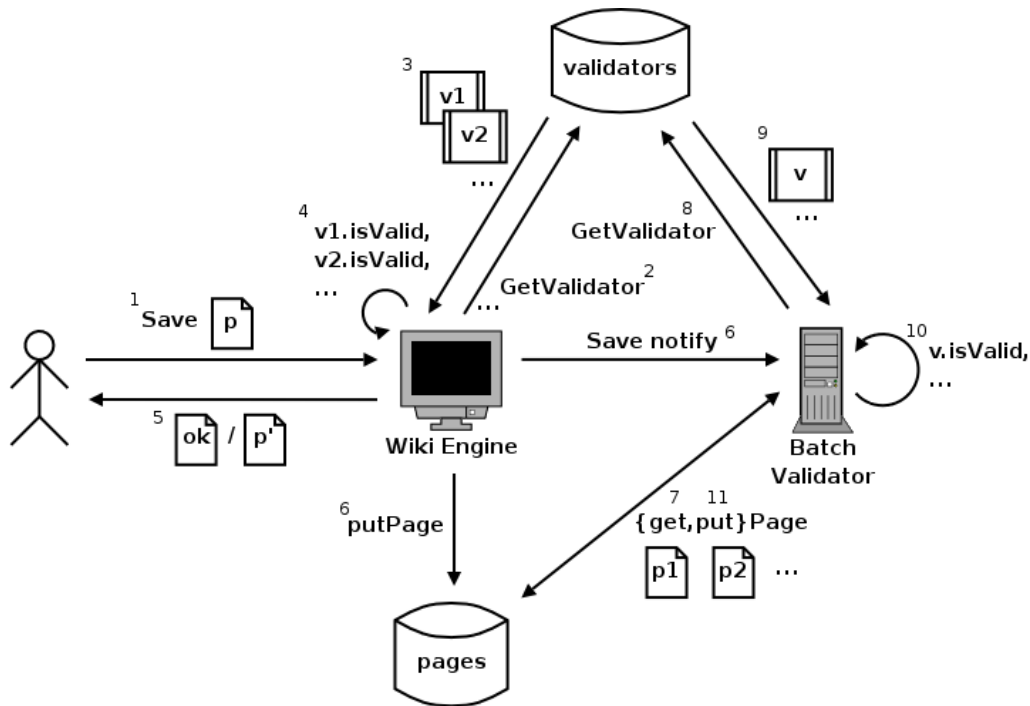 validators
3
v1
v2
...
9
v
...
4
v1.isValid,
v2.isValid,
...
8
GetValidator
...GetValidator 2
1
Save p
Save notify 6
10
v.isValid,
...
5
ok / p'
Wiki Engine
Batch
Validator
6
putPage
7 11
{get,put}Page
p1 p2 ...
pages